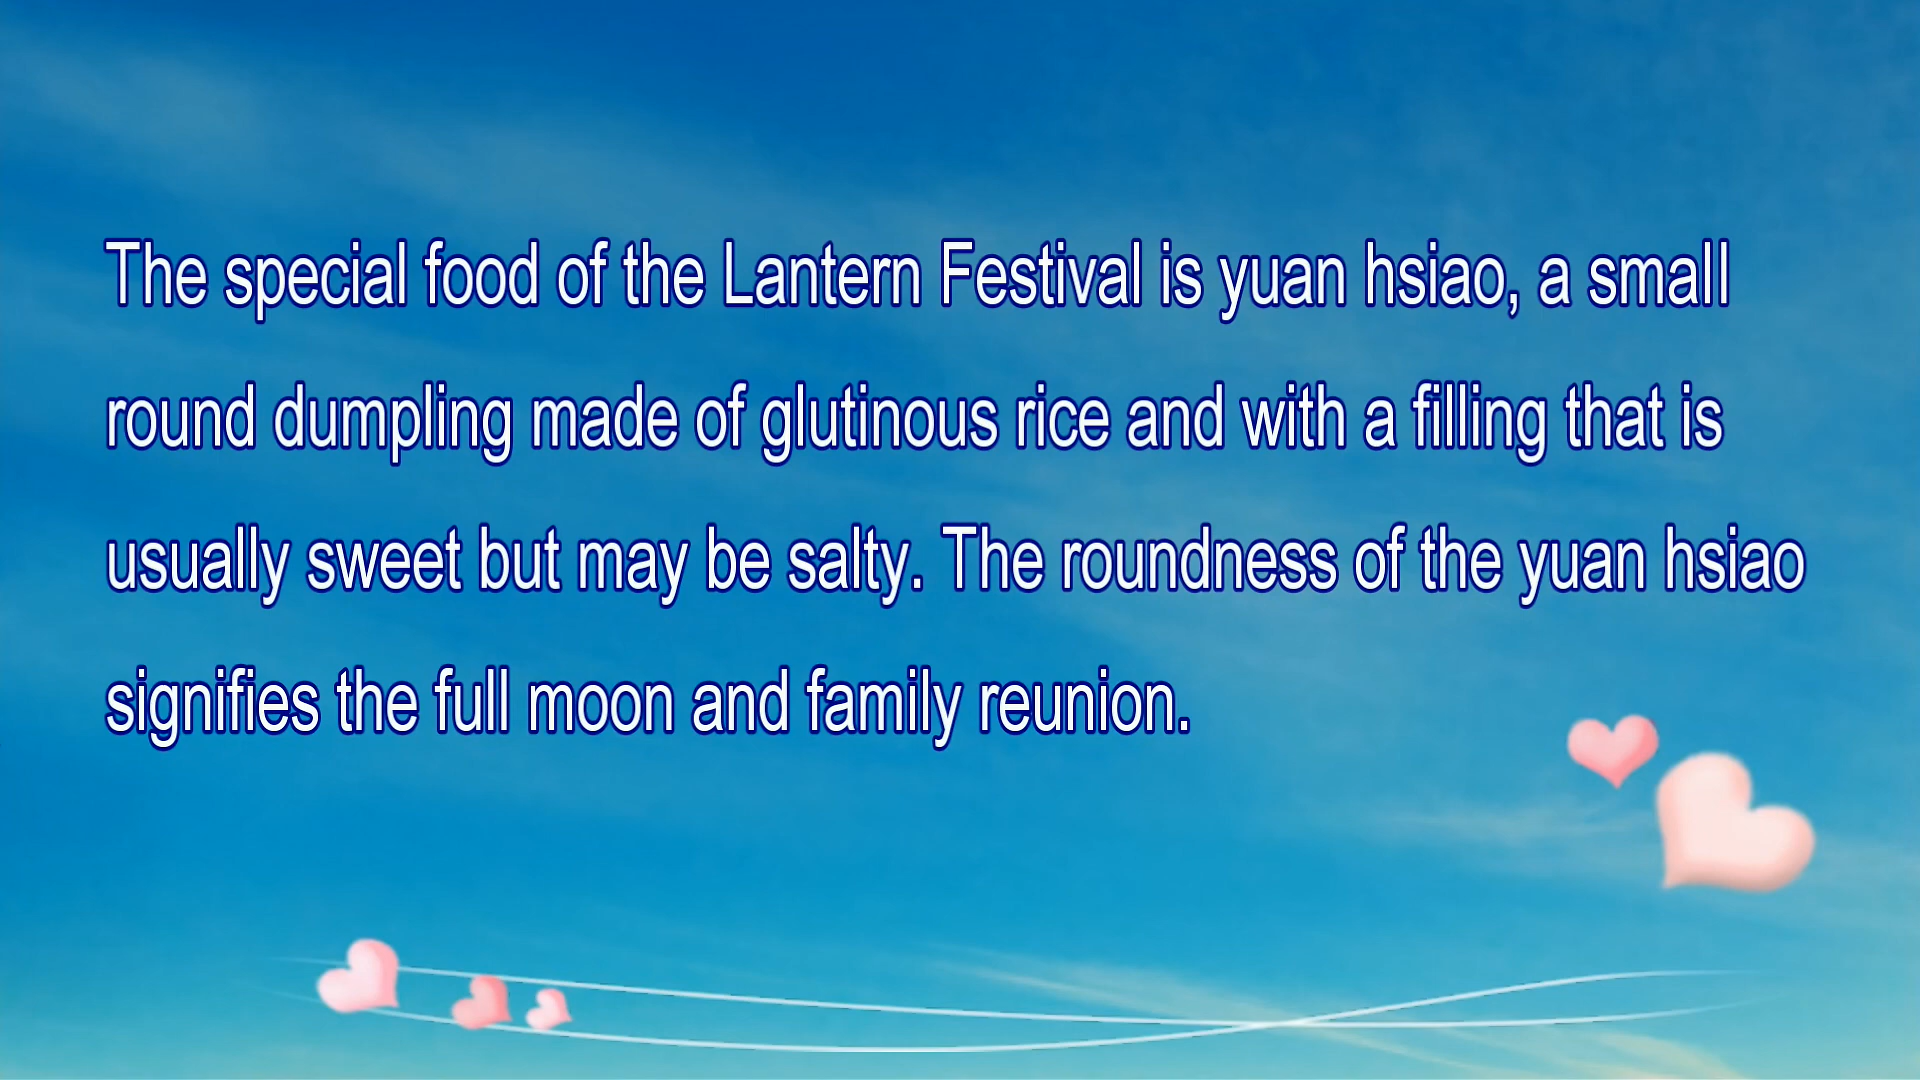 The special food of the Lantern Festival is yuan hsiao, a small
round dumpling made of glutinous rice and with a filling that is
usually sweet but may be salty. The roundness of the yuan hsiao
signifies the full moon and family reunion.